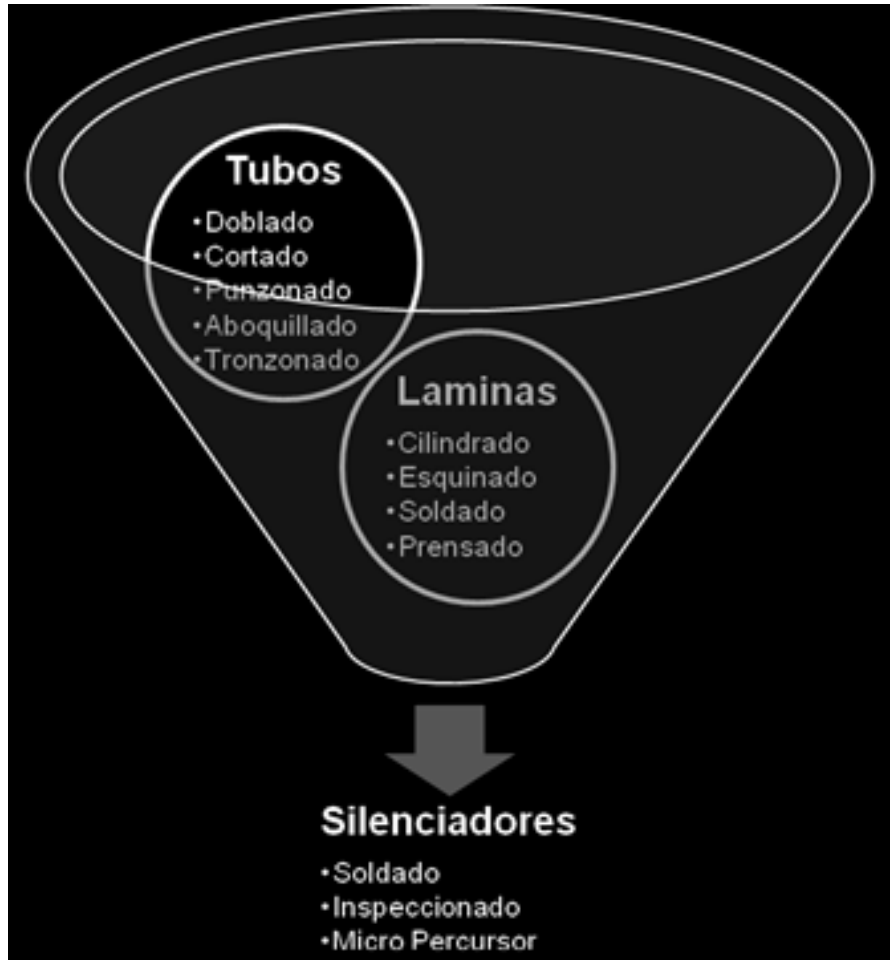 Tubos
•Doblado
•Cortado
•Punzonado
•Aboquillado
•Tronzonado
Laminas
•Cilindrado
•Esquinado
•Soldado
•Prensado
Silenciadores
•Soldado
•Inspeccionado
•Micro Percursor